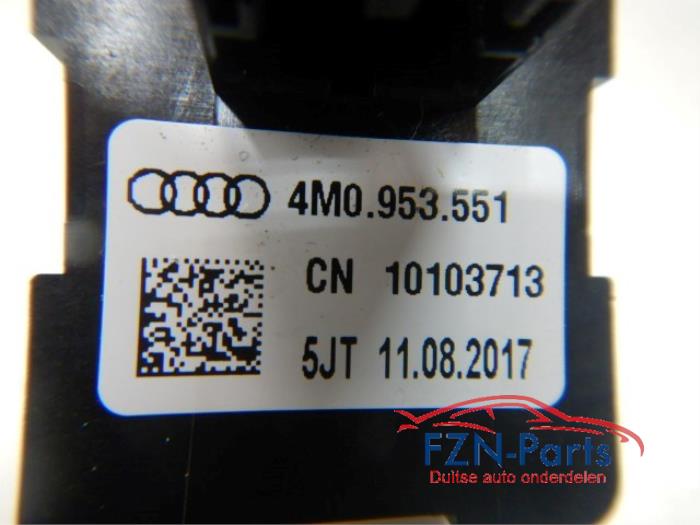 4M0.953.551
CN 10103713
5JT 11.08.2017
FZN-Parts
Duitse auto onderdelen